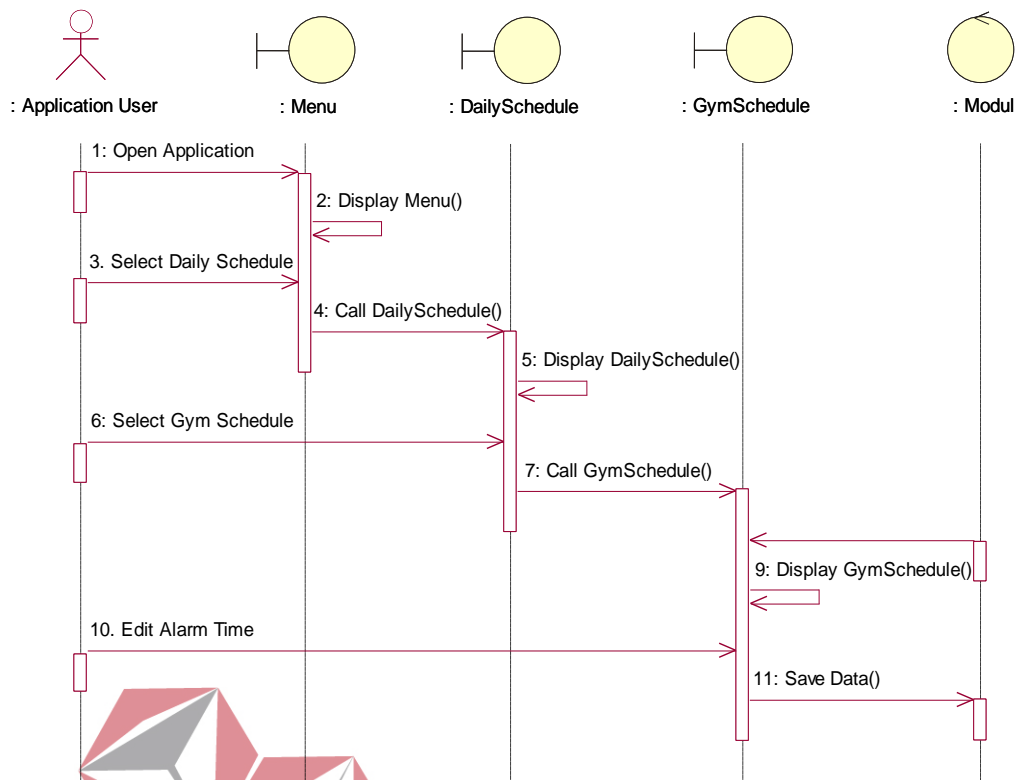 : Application User
: Menu
: DailySchedule
: GymSchedule
: Modul
1: Open Application
2: Display Menu()
3. Select Daily Schedule
4: Call DailySchedule()
5: Display DailySchedule()
6: Select Gym Schedule
7: Call GymSchedule()
9: Display GymSchedule()
10. Edit Alarm Time
11: Save Data()